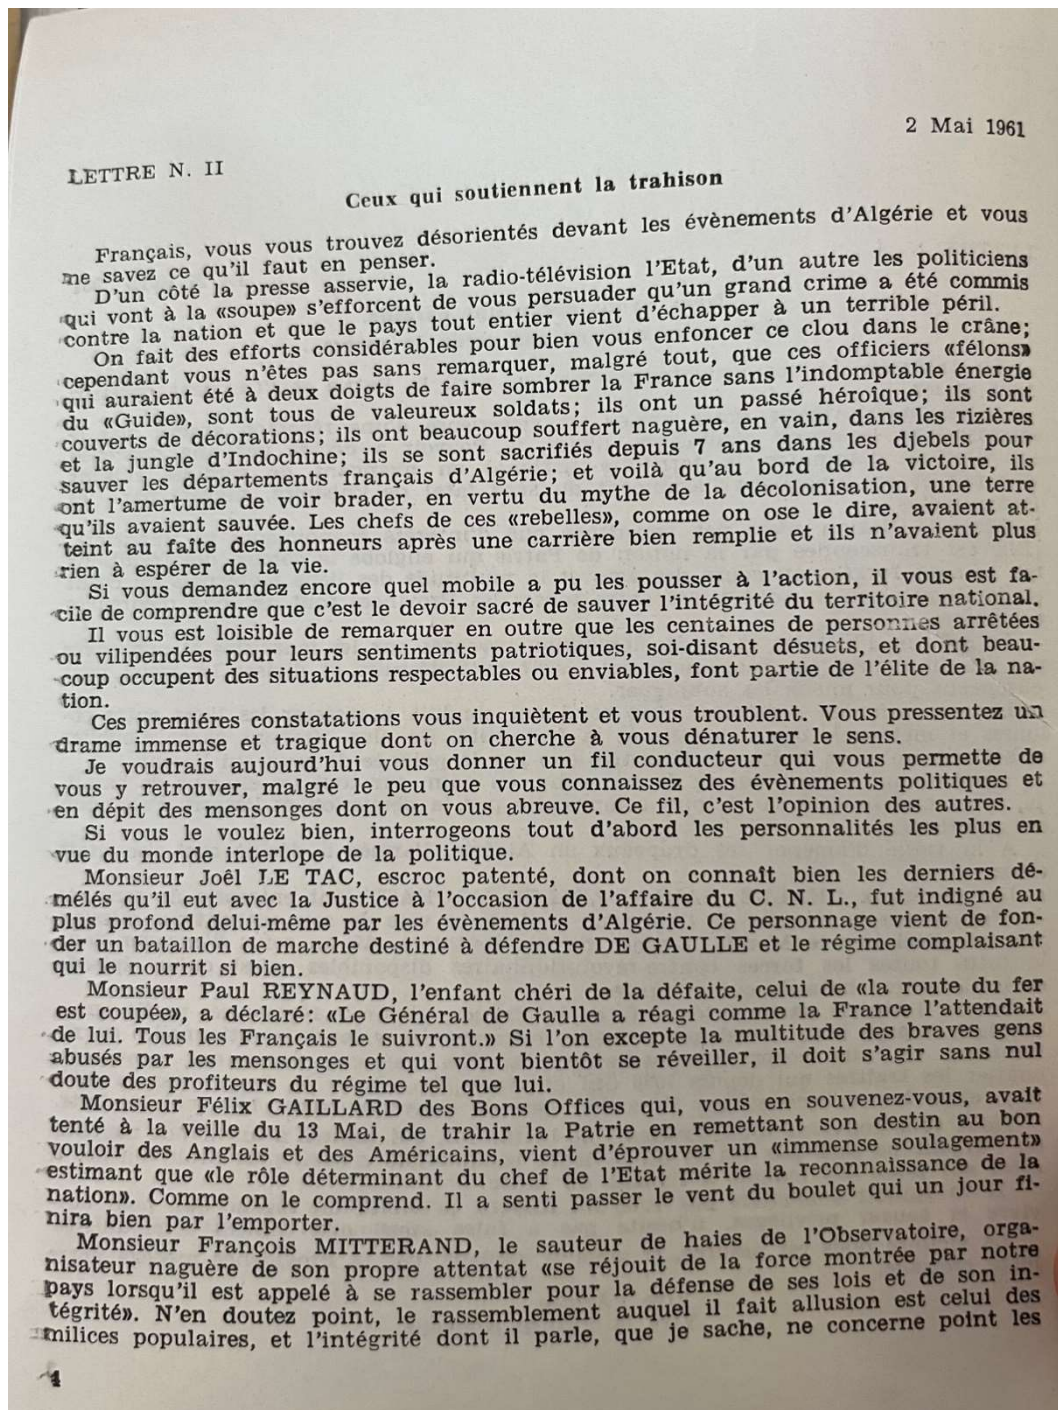 2 Mai 1961
LETTRE N. II
Ceux qui soutiennent la trahison
Français, vous vous trouvez désorientés devant les évènements d'Algérie et vous
ne savez ce qu'il faut en penser.
D'un côté la presse asservie, la radio-télévision l'Etat, d'un autre les politiciens
qui vont à la «soupe» s'efforcent de vous persuader qu'un grand crime a été commis
contre la nation et que le pays tout entier vient d'échapper à un terrible péril.
On fait des efforts considérables pour bien vous enfoncer ce clou dans le crâne;
cependant vous n'êtes pas sans remarquer, malgré tout, que ces officiers «félons»
qui auraient été à deux doigts de faire sombrer la France sans l'indomptable énergie
du «Guide», sont tous de valeureux soldats; ils ont un passé héroïque; ils sont
couverts de décorations; ils ont beaucoup souffert naguère, en vain, dans les rizières
et la jungle d'Indochine; ils se sont sacrifiés depuis 7 ans dans les djebels pour
sauver les départements français d'Algérie; et voilà qu'au bord de la victoire, ils
ont l'amertume de voir brader, en vertu du mythe de la décolonisation, une terre
qu'ils avaient sauvée. Les chefs de ces «rebelles», comme on ose le dire, avaient at-
teint au faîte des honneurs après une carrière bien remplie et ils n'avaient plus
rien à espérer de la vie.
Si vous demandez encore quel mobile a pu les pousser à l'action, il vous est fa-
cile de comprendre que c'est le devoir sacré de sauver l'intégrité du territoire national.
Il vous est loisible de remarquer en outre que les centaines de personnes arrêtées
ou vilipendées pour leurs sentiments patriotiques, soi-disant désuets, et dont beau-
coup occupent des situations respectables ou enviables, font partie de l'élite de la na-
tion.
Ces premiéres constatations vous inquiètent et vous troublent. Vous pressentez un
drame immense et tragique dont on cherche à vous dénaturer le sens.
Je voudrais aujourd'hui vous donner un fil conducteur qui vous permette de
vous y retrouver, malgré le peu que vous connaissez des évènements politiques et
en dépit des mensonges dont on vous abreuve. Ce fil, c'est l'opinion des autres.
Si vous le voulez bien, interrogeons tout d'abord les personnalités les plus en
vue du monde interlope de la politique.
Monsieur Joêl LE TAC, escroc patenté, dont on connaît bien les derniers dé-
mélés qu'il eut avec la Justice à l'occasion de l'affaire du C. N. L., fut indigné au
plus profond delui-même par les évènements d'Algérie. Ce personnage vient de fon-
der un bataillon de marche destiné à défendre DE GAULLE et le régime complaisant
qui le nourrit si bien.
Monsieur Paul REYNAUD, l'enfant chéri de la défaite, celui de «la route du fer
est coupée», a déclaré: «Le Général de Gaulle a réagi comme la France l'attendait
de lui. Tous les Français le suivront.» Si l'on excepte la multitude des braves gens
abusés par les mensonges et qui vont bientôt se réveiller, il doit s'agir sans nul
doute des profiteurs du régime tel que lui.
Monsieur Félix GAILLARD des Bons Offices qui, vous en souvenez-vous, avait
tenté à la veille du 13 Mai, de trahir la Patrie en remettant son destin au bon
vouloir des Anglais et des Américains, vient d'éprouver un «immense soulagement»
estimant que «le rôle déterminant du chef de l'Etat mérite la reconnaissance de la
nation». Comme on le comprend. Il a senti passer le vent du boulet qui un jour fi-
nira bien par l'emporter.
Monsieur François MITTERAND, le sauteur de haies de l'Observatoire, orga-
nisateur naguère de son propre attentat «se réjouit de la force montrée par notre
pays lorsqu'il est appelé à se rassembler pour la défense de ses lois et de son in-
tégrité». N'en doutez point, le rassemblement auquel il fait allusion est celui des
milices populaires, et l'intégrité dont il parle, que je sache, ne concerne point les
4